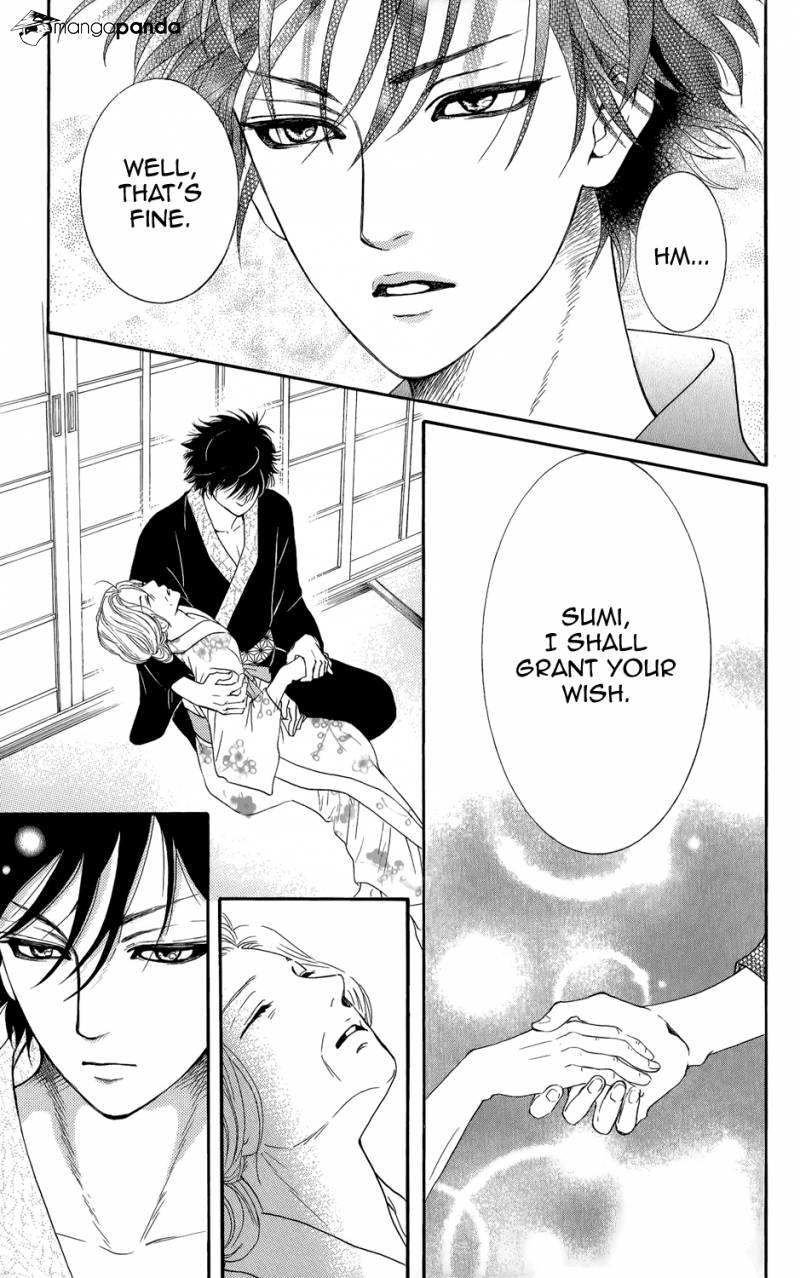 mangapanda
HM...
WELL,
THAT'S
FINE.
SUMI,
I SHALL
GRANT YOUR
WISH.